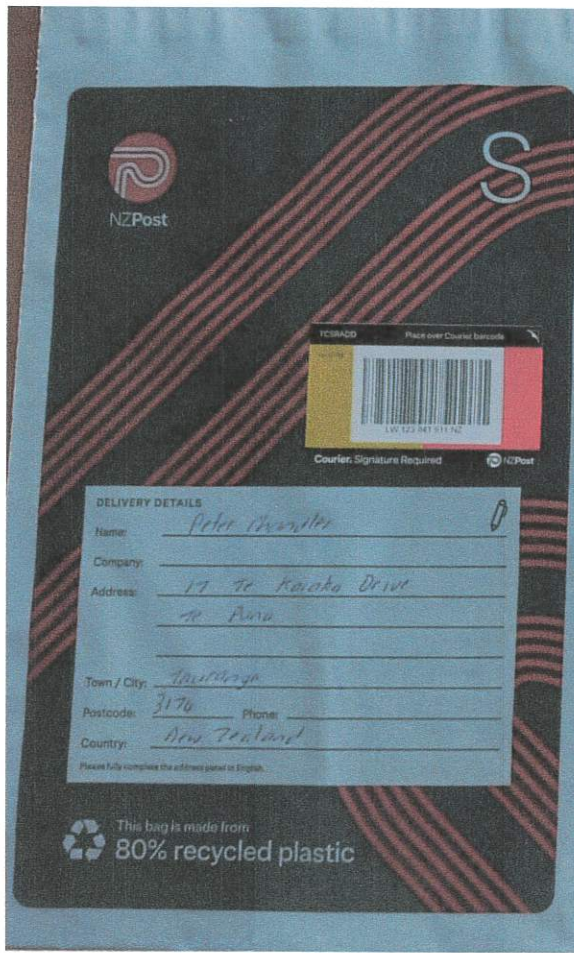 NZPost
S
TCSRADD Place over Courier barcode
Courier. Signature Required NZPost
DELIVERY DETAILS
Name: Peter
Company:
Address: 17 Te Karaka Drive
Te Puna
Town / City: Tauranga
Postcode: 3176 Phone:
Country: New Zealand
Please fully complete the address panel in English.
This bag is made from
80% recycled plastic